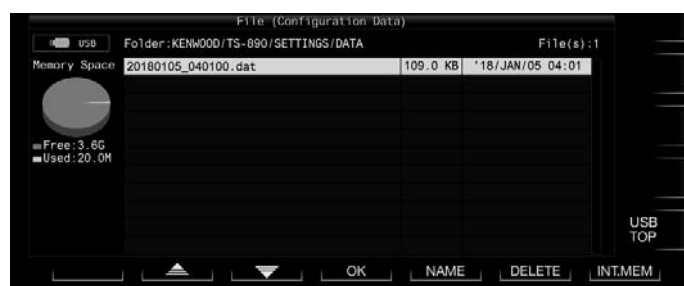 File (Configuration Data)
USB Folder:KENWOOD/TS-890/SETTINGS/DATA File(s):1
Memory Space 20180105_040100.dat 109.0 KB '18/JAN/05 04:01
Free:3.6G
Used:20.0M
USB
TOP
OK NAME DELETE INT.MEM